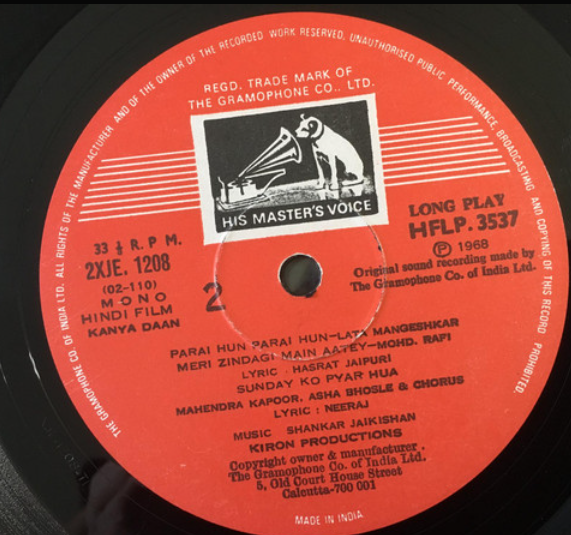 THE GRAMOPHONE CO. OF INDIA LTD. ALL RIGHTS OF THE MANUFACTURER AND OF THE OWNER OF THE RECORDED WORK RESERVED, UNAUTHORISED PUBLIC PERFORMANCE, BROADCASTING AND COPYING OF THIS RECORD PROHIBITED.
REGD. TRADE MARK OF
THE GRAMOPHONE CO., LTD.
HIS MASTER'S VOICE
33 ⅓ R. P. M.
2XJE. 1208
(02-110)
MONO
HINDI FILM
KANYA DAAN
2
LONG PLAY
HFLP. 3537
Ⓟ 1968
Original sound recording made by
The Gramophone Co. of India Ltd.
PARAI HUN PARAI HUN-LATA MANGESHKAR
MERI ZINDAGI MAIN AATEY-MOHD. RAFI
LYRIC : HASRAT JAIPURI
SUNDAY KO PYAR HUA
MAHENDRA KAPOOR, ASHA BHOSLE & CHORUS
LYRIC : NEERAJ
MUSIC SHANKAR JAIKISHAN
KIRON PRODUCTIONS
Copyright owner & manufacturer.
The Gramophone Co. of India Ltd.
5, Old Court House Street
Calcutta-700 001
MADE IN INDIA